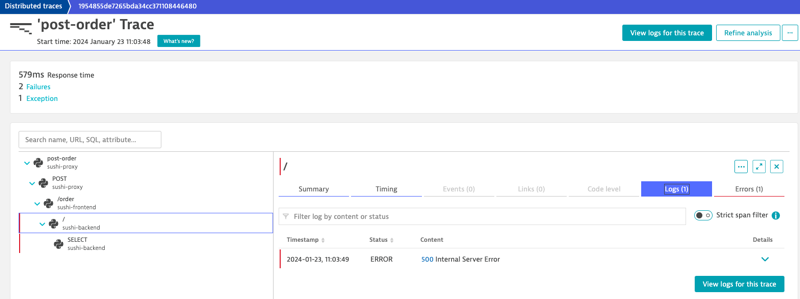 Distributed traces 1954855de7265bda34cc371108446480
'post-order' Trace
Start time: 2024 January 23 11:03:48 What's new?
View logs for this trace Refine analysis ...
579ms Response time
2 Failures
1 Exception
Search name, URL, SQL, attribute...
post-order
sushi-proxy
POST
sushi-proxy
/order
sushi-frontend
/
sushi-backend
SELECT
sushi-backend
/
...
Summary Timing Events (0) Links (0) Code level Logs (1) Errors (1)
Filter log by content or status Strict span filter i
Timestamp Status Content Details
2024-01-23, 11:03:49 ERROR 500 Internal Server Error
View logs for this trace